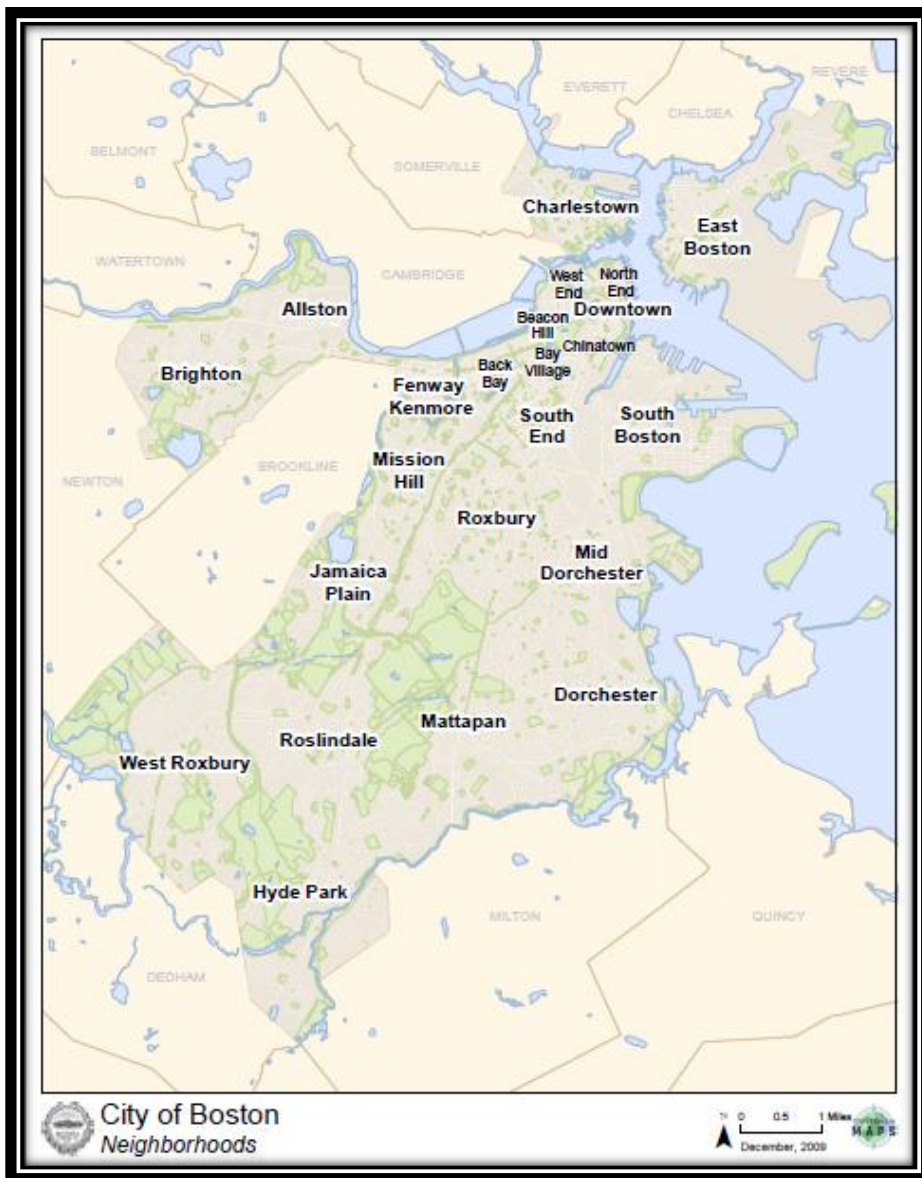 REVERE
EVERETT
CHELSEA
BELMONT
SOMERVILLE
Charlestown
East
Boston
WATERTOWN
CAMBRIDGE
West
End
North
End
Allston
Downtown
Beacon
Hill
Chinatown
Bay
Village
Back
Bay
Brighton
Fenway
Kenmore
South
End
South
Boston
BROOKLINE
Mission
Hill
NEWTON
Roxbury
Mid
Dorchester
Jamaica
Plain
Dorchester
Mattapan
Roslindale
West Roxbury
Hyde Park
MILTON
QUINCY
DEDHAM
City of Boston
Neighborhoods
0 0.5 1 Miles
December, 2009
MAPS